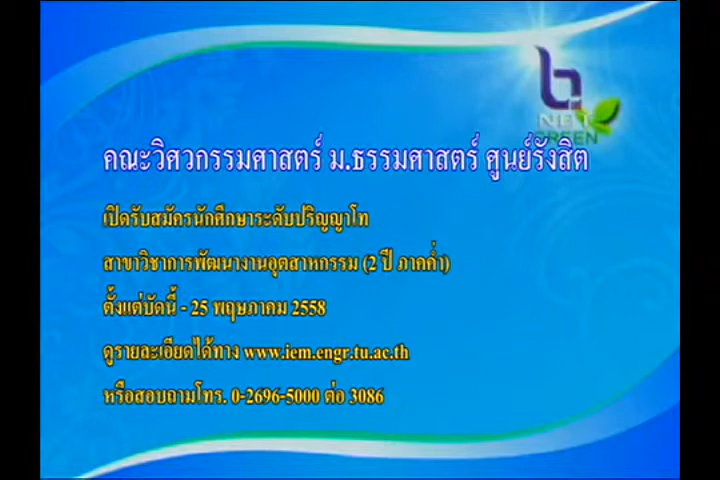 NBT
GREEN
คณะวิศวกรรมศาสตร์ ม.ธรรมศาสตร์ ศูนย์รังสิต
เปิดรับสมัครนักศึกษาระดับปริญญาโท
สาขาวิชาการพัฒนางานอุตสาหกรรม (2 ปี ภาคค่ำ)
ตั้งแต่บัดนี้ - 25 พฤษภาคม 2558
ดูรายละเอียดได้ทาง www.iem.engr.tu.ac.th
หรือสอบถามโทร. 0-2696-5000 ต่อ 3086